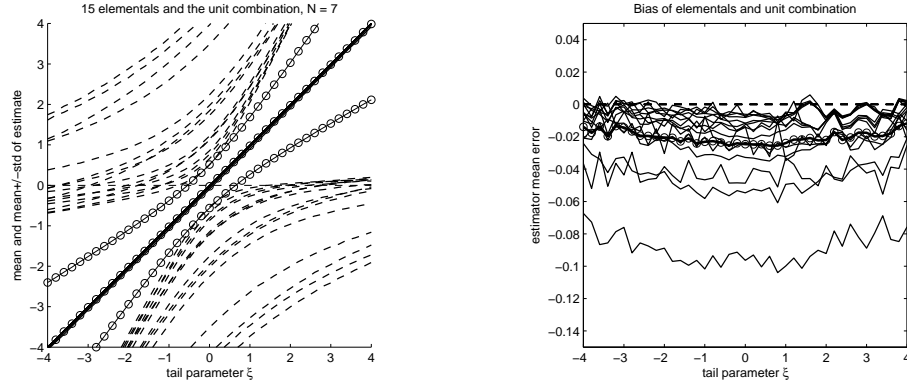 15 elementals and the unit combination, N = 7
mean and mean+/−std of estimate
4
3
2
1
0
−1
−2
−3
−4
−4 −3 −2 −1 0 1 2 3 4
tail parameter ξ
Bias of elementals and unit combination
estimator mean error
0.04
0.02
0
−0.02
−0.04
−0.06
−0.08
−0.1
−0.12
−0.14
−4 −3 −2 −1 0 1 2 3 4
tail parameter ξ